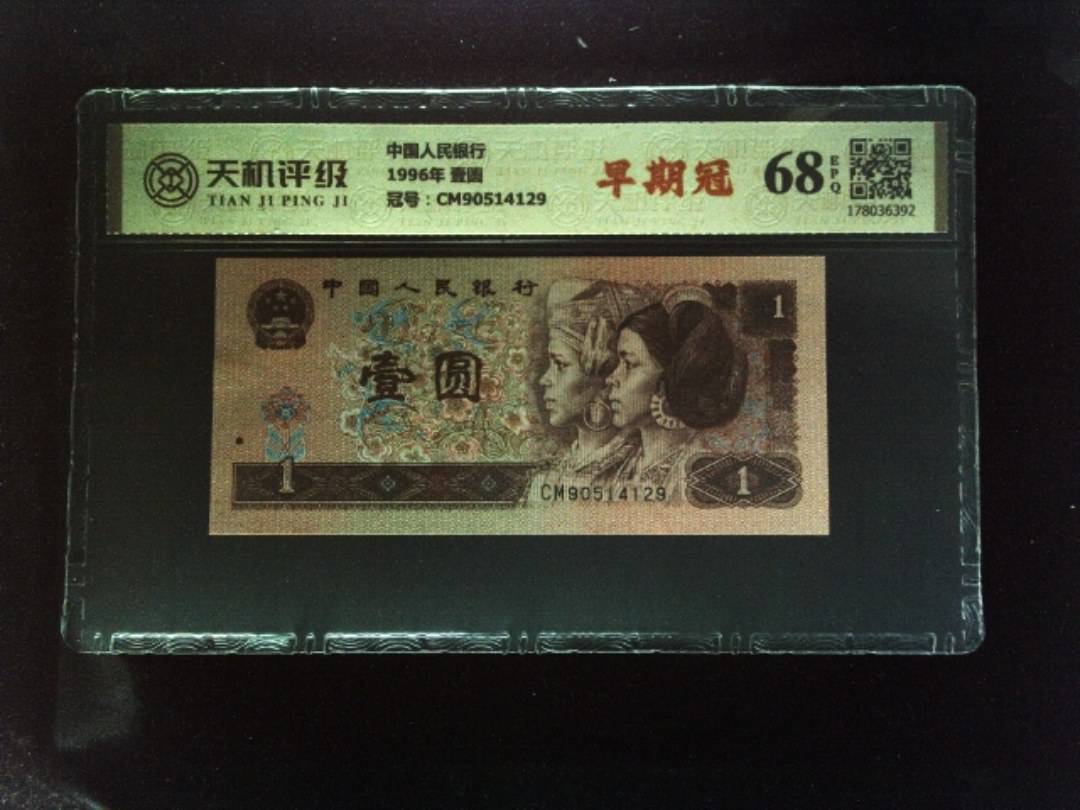 天机评级
TIAN JI PING JI
中国人民银行
1996年 壹圆
冠号：CM90514129
早期冠
68
EPQ
178036392
中国人民银行
1
壹圆
1
CM90514129
1